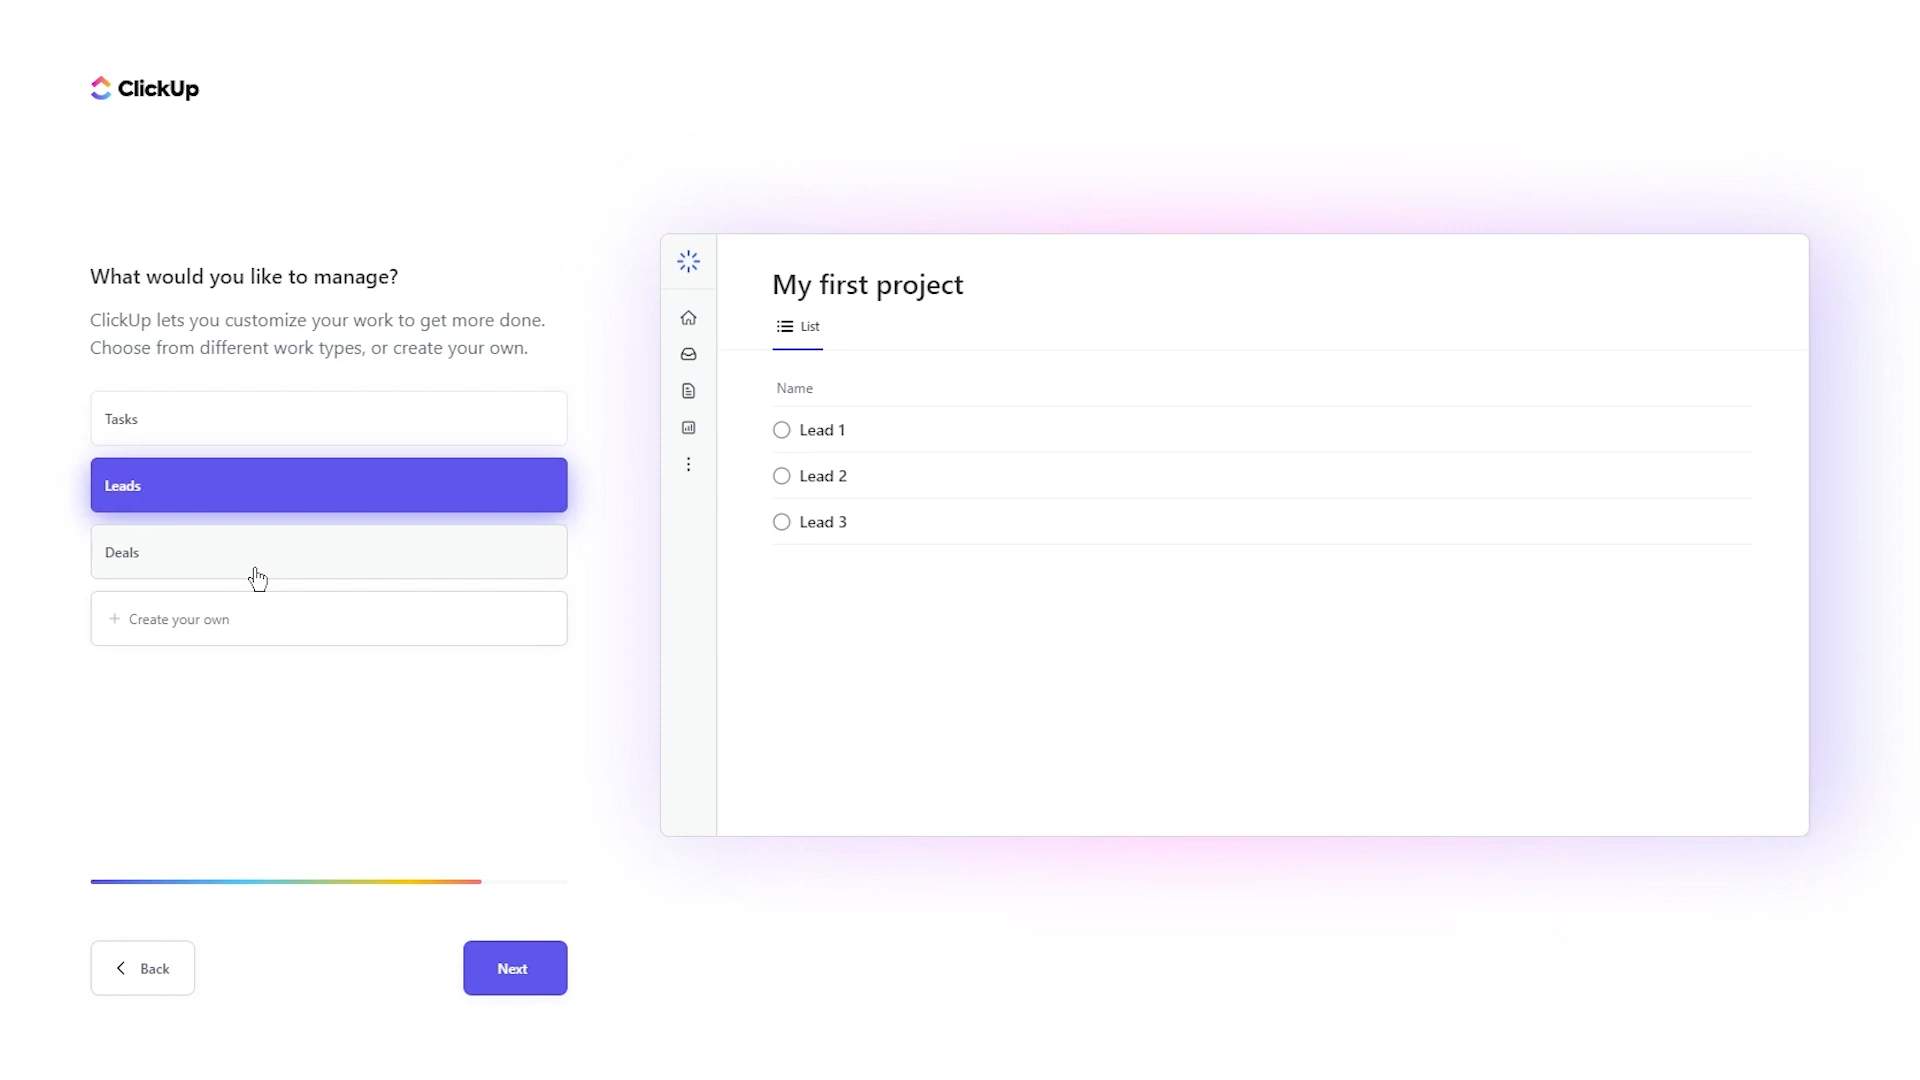 ClickUp
What would you like to manage?
ClickUp lets you customize your work to get more done.
Choose from different work types, or create your own.
Tasks
Leads
Deals
+ Create your own
Back
Next
My first project
List
Name
Lead 1
Lead 2
Lead 3